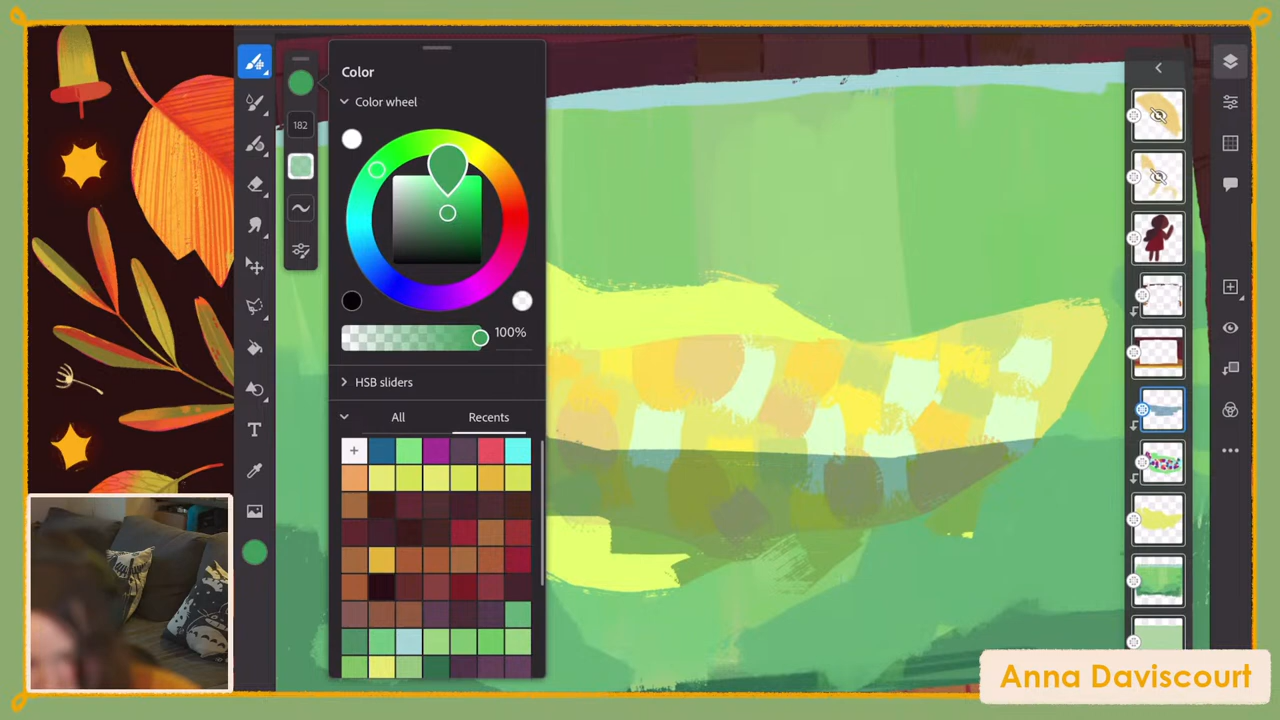 Color
Color wheel
182
100%
HSB sliders
All
Recents
T
Anna Daviscourt